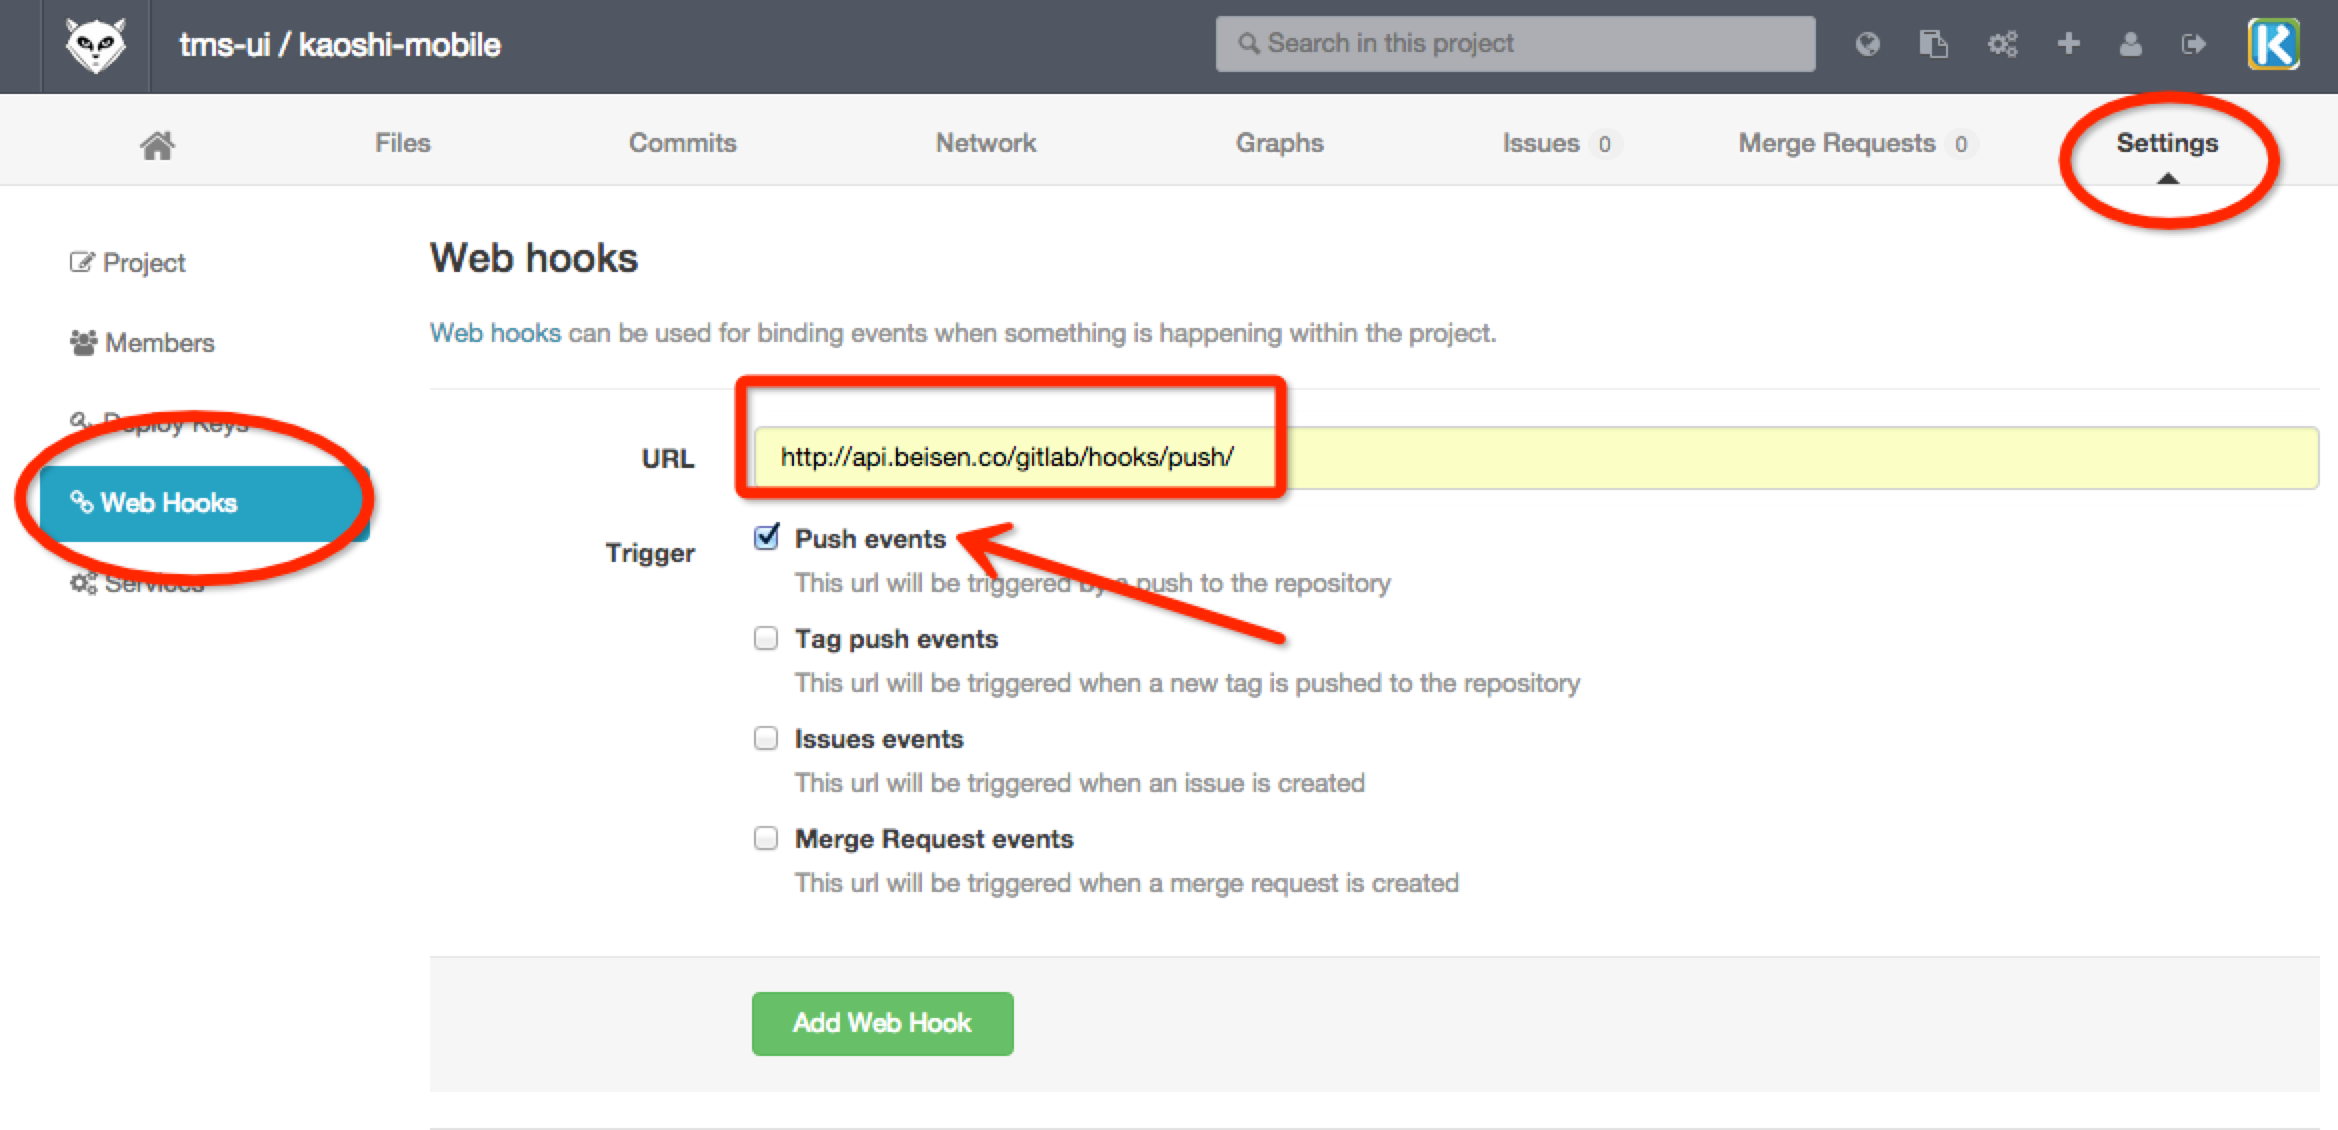 tms-ui / kaoshi-mobile
Search in this project
K
Files
Commits
Network
Graphs
Issues 0
Merge Requests 0
Settings
Project
Members
Deploy Keys
Web Hooks
Services
Web hooks
Web hooks can be used for binding events when something is happening within the project.
URL
http://api.beisen.co/gitlab/hooks/push/
Trigger
Push events
This url will be triggered by a push to the repository
Tag push events
This url will be triggered when a new tag is pushed to the repository
Issues events
This url will be triggered when an issue is created
Merge Request events
This url will be triggered when a merge request is created
Add Web Hook